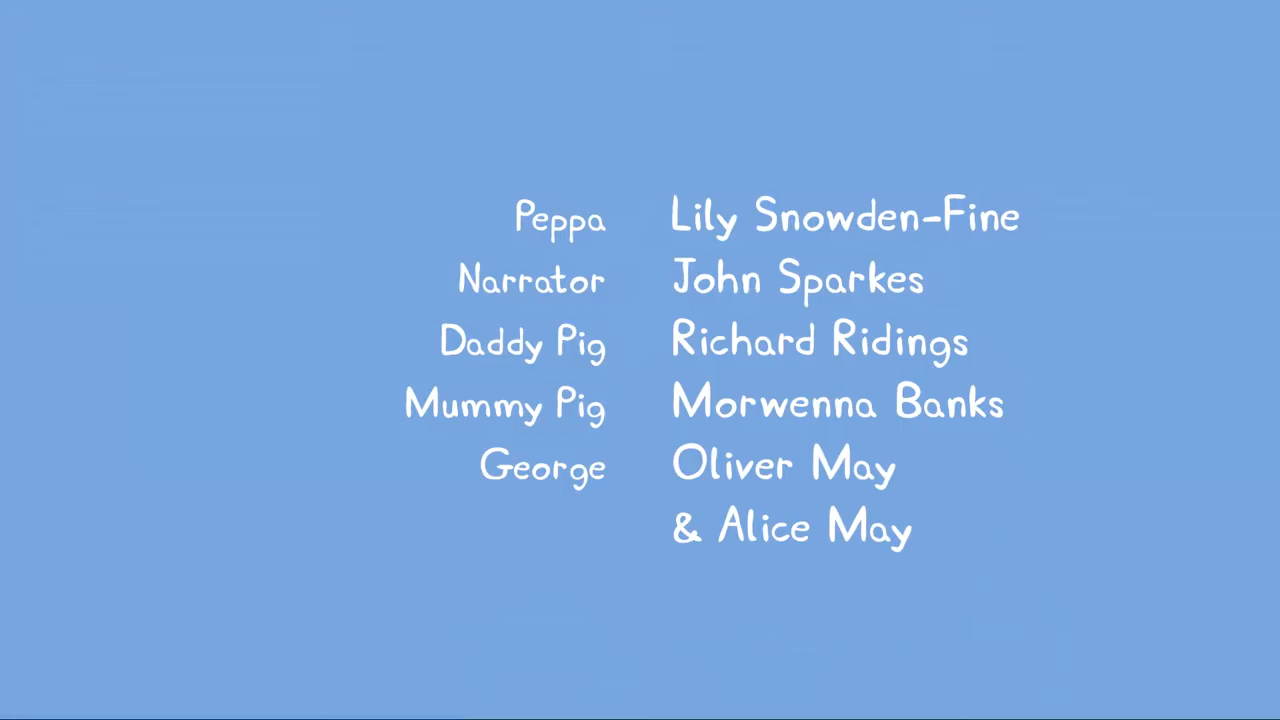 Peppa Lily Snowden-Fine
Narrator John Sparkes
Daddy Pig Richard Ridings
Mummy Pig Morwenna Banks
George Oliver May
& Alice May